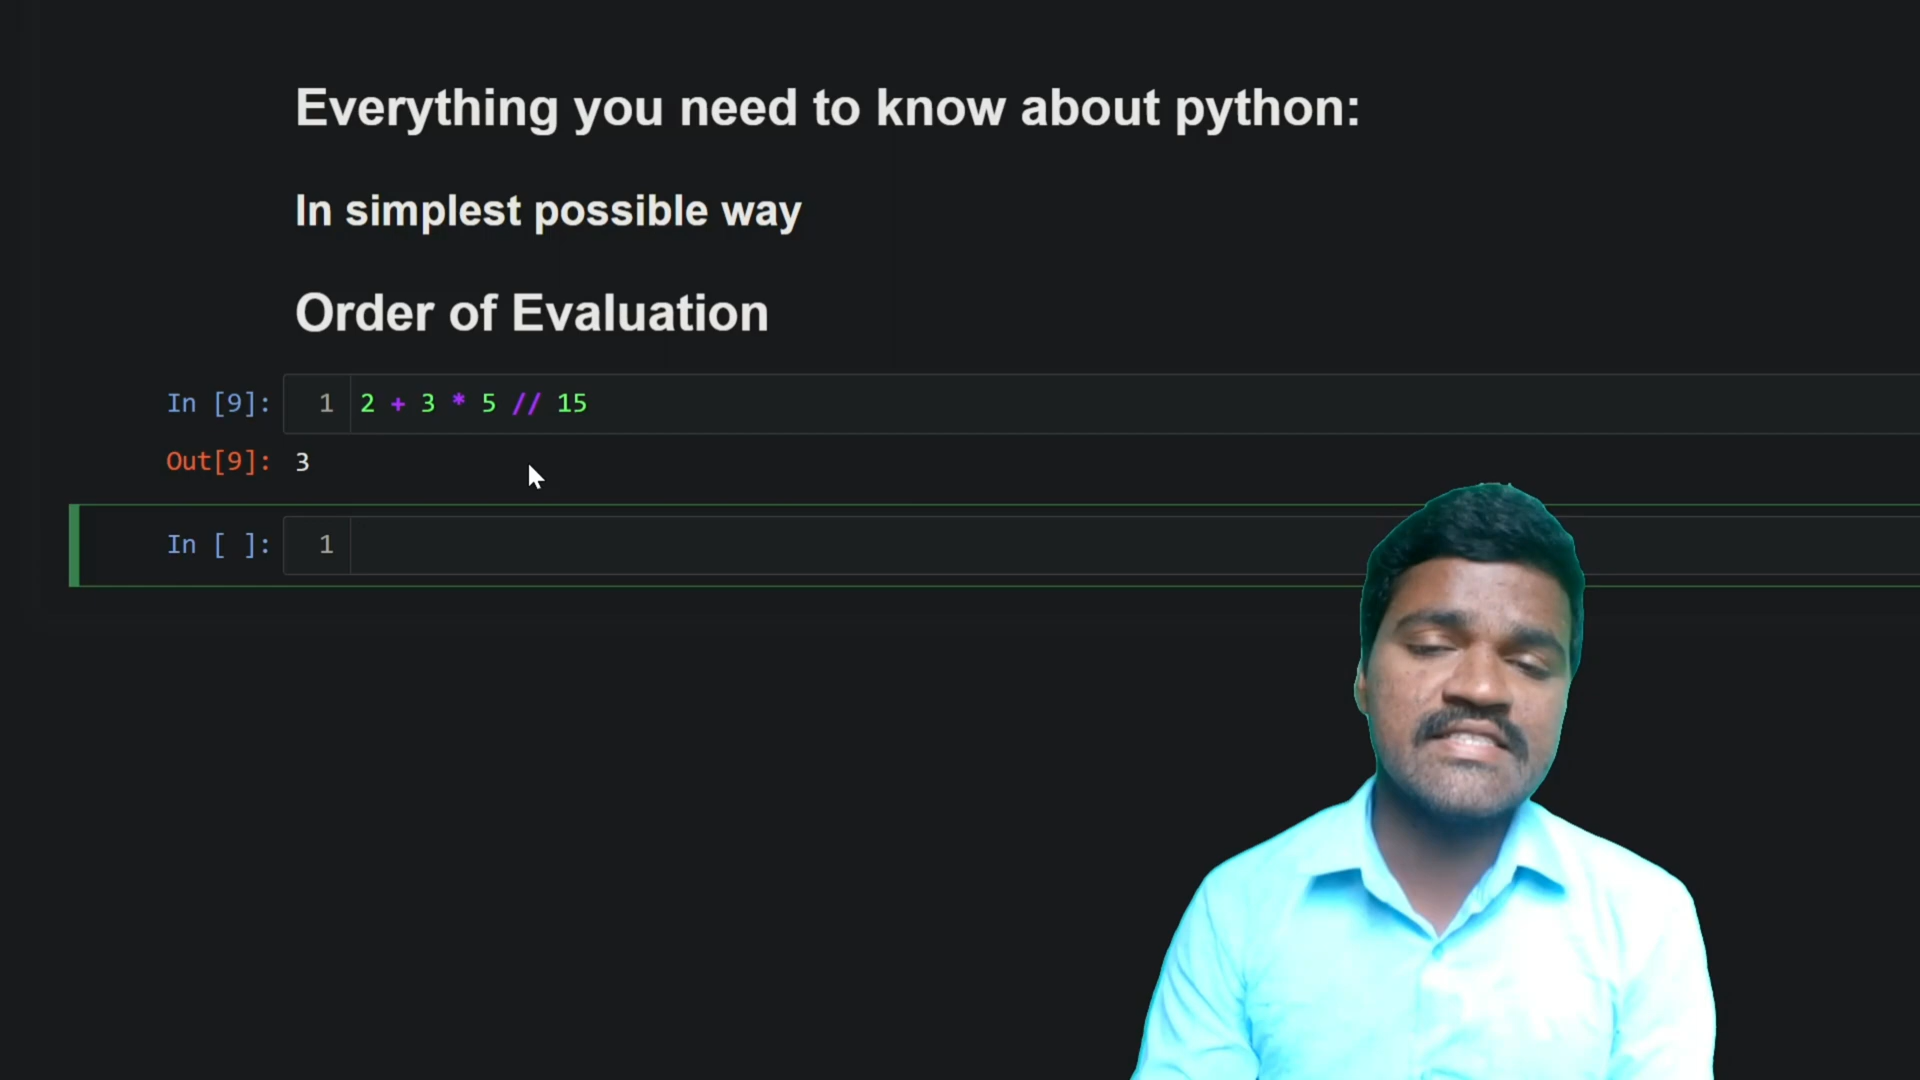 Everything you need to know about python:
In simplest possible way
Order of Evaluation
In [9]: 1 2 + 3 * 5 // 15
Out[9]: 3
In [ ]: 1